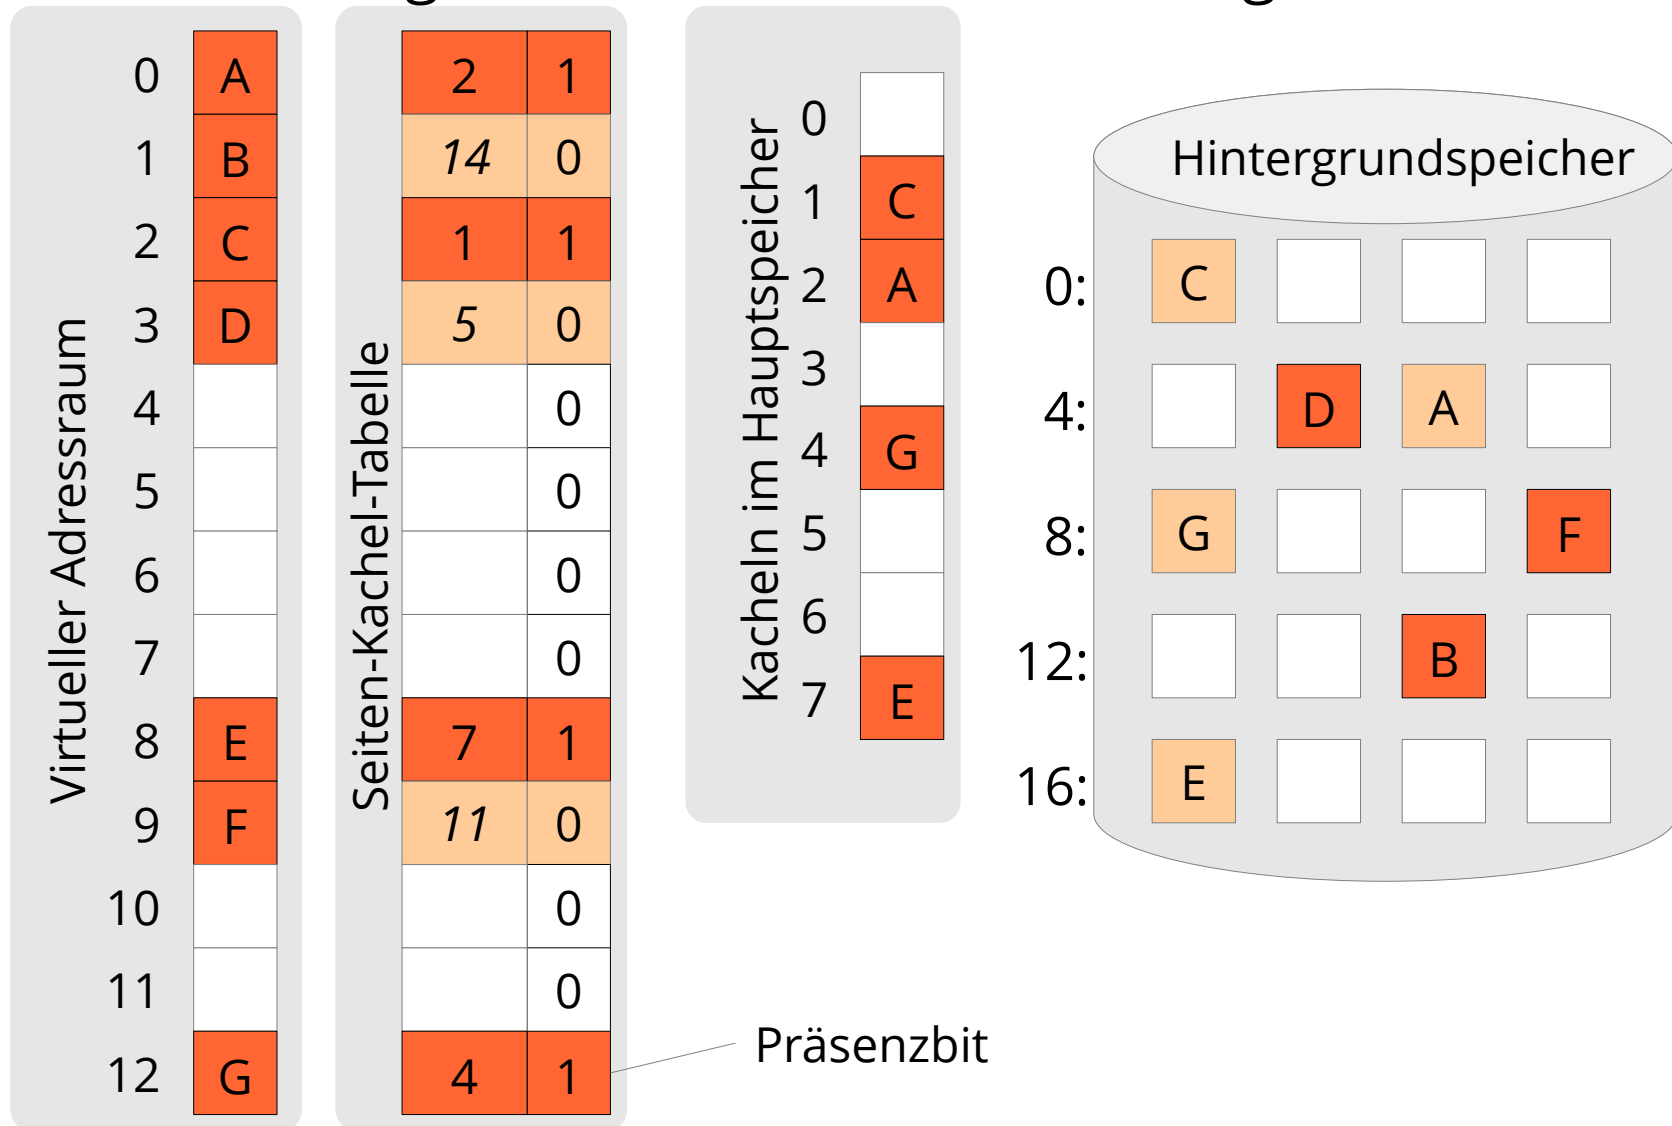 Virtueller Adressraum
0 A
1 B
2 C
3 D
4
5
6
7
8 E
9 F
10
11
12 G
Seiten-Kachel-Tabelle
2 1
14 0
1 1
5 0
0
0
0
0
7 1
11 0
0
0
4 1
Präsenzbit
Kacheln im Hauptspeicher
0
1 C
2 A
3
4 G
5
6
7 E
Hintergrundspeicher
0: C
4: D A
8: G F
12: B
16: E